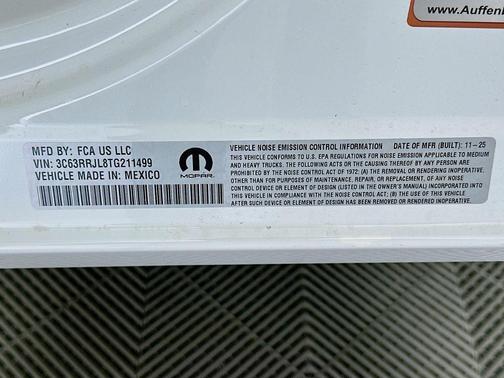 www.Auffen
MFD BY: FCA US LLC
VIN: 3C63RRJL8TG211499
VEHICLE MADE IN: MEXICO
MOPAR
VEHICLE NOISE EMISSION CONTROL INFORMATION DATE OF MFR (BUILT): 11-25
THIS VEHICLE CONFORMS TO U.S. EPA REGULATIONS FOR NOISE EMISSION APPLICABLE TO MEDIUM
AND HEAVY TRUCKS. THE FOLLOWING ACTS OR THE CAUSING THEREOF BY ANY PERSON ARE
PROHIBITED BY THE NOISE CONTROL ACT OF 1972: (A) THE REMOVAL OR RENDERING INOPERATIVE,
OTHER THAN FOR PURPOSES OF MAINTENANCE, REPAIR, OR REPLACEMENT, OF ANY NOISE
CONTROL DEVICE OR ELEMENT OF DESIGN (LISTED IN THE OWNER'S MANUAL) INCORPORATED INTO
THIS VEHICLE IN COMPLIANCE WITH THE NOISE CONTROL ACT; (B) THE USE OF THIS VEHICLE
AFTER SUCH DEVICE OR ELEMENT OF DESIGN HAS BEEN REMOVED OR RENDERED INOPERATIVE.